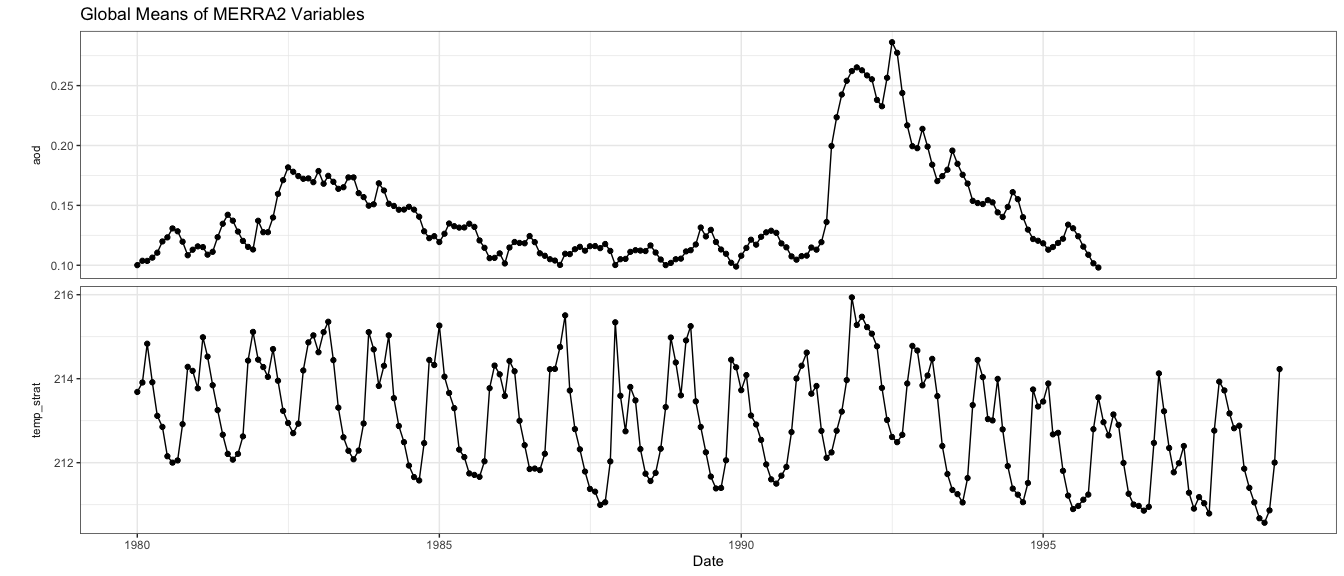 Global Means of MERRA2 Variables
aod
0.25
0.20
0.15
0.10
temp_strat
216
214
212
1980 1985 1990 1995
Date